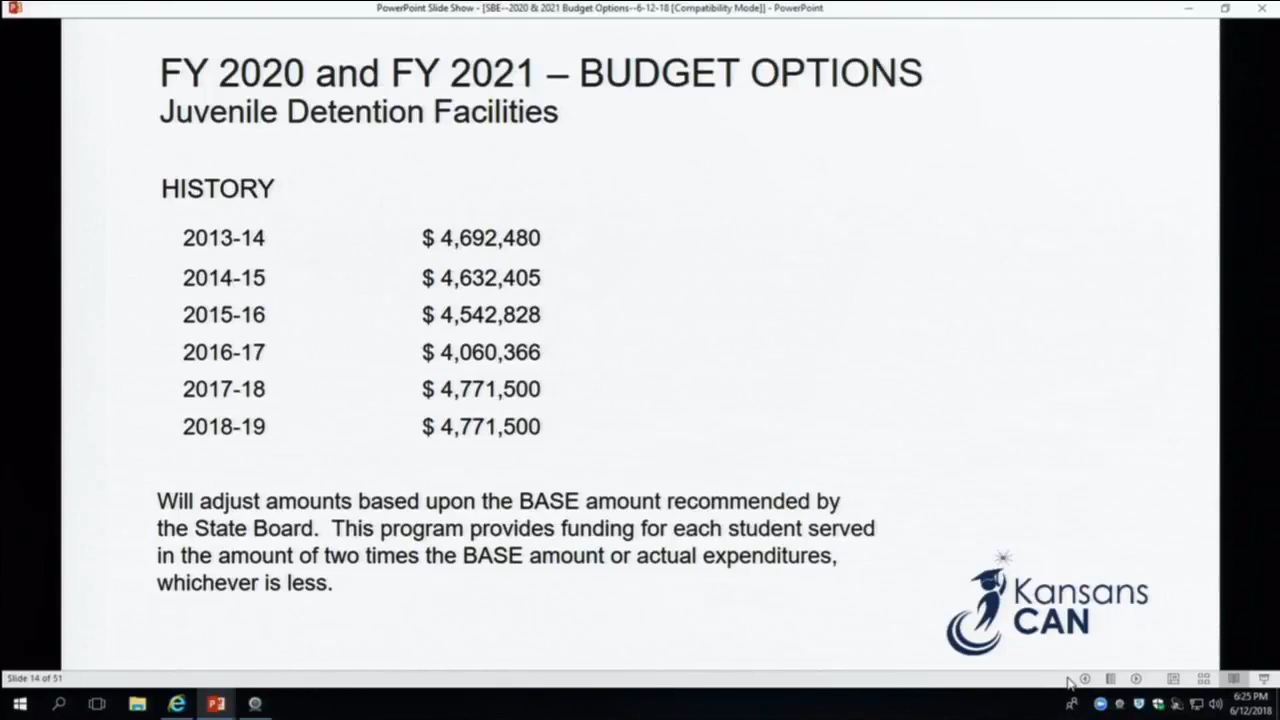 PowerPoint Slide Show - [SBE--2020 & 2021 Budget Options--6-12-18 [Compatibility Mode]] - PowerPoint
FY 2020 and FY 2021 – BUDGET OPTIONS
Juvenile Detention Facilities
HISTORY
2013-14 $ 4,692,480
2014-15 $ 4,632,405
2015-16 $ 4,542,828
2016-17 $ 4,060,366
2017-18 $ 4,771,500
2018-19 $ 4,771,500
Will adjust amounts based upon the BASE amount recommended by
the State Board. This program provides funding for each student served
in the amount of two times the BASE amount or actual expenditures,
whichever is less.
Kansans
CAN
Slide 14 of 51
6:25 PM
6/12/2018